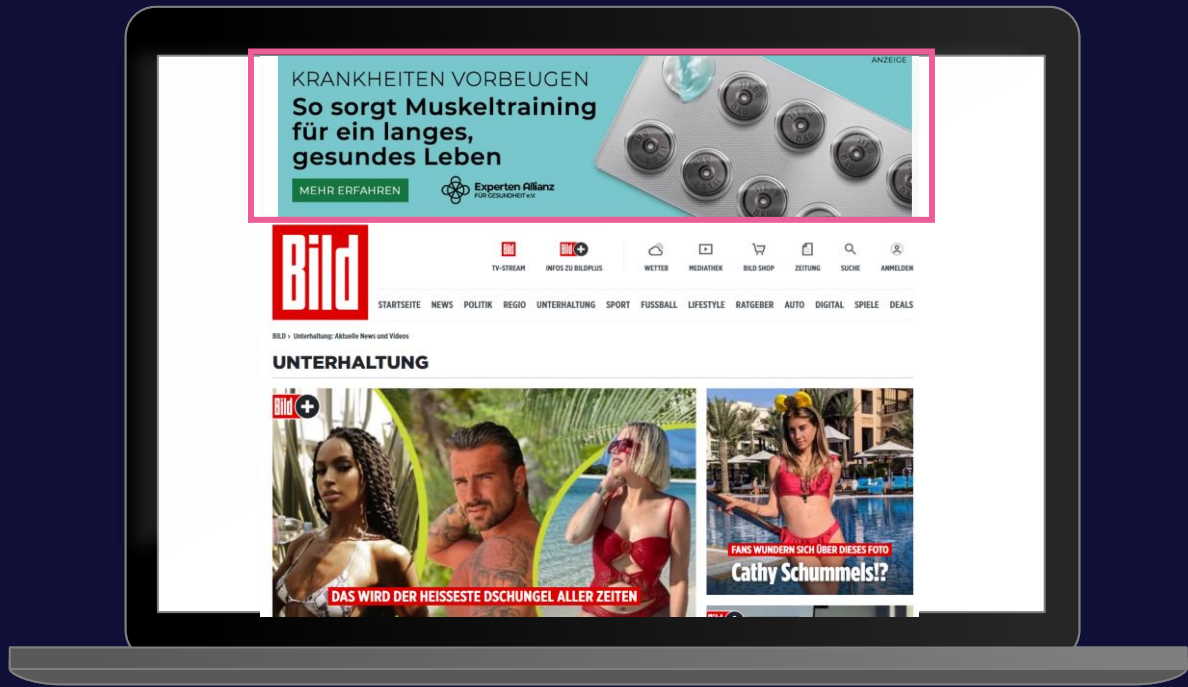 ANZEIGE
KRANKHEITEN VORBEUGEN
So sorgt Muskeltraining
für ein langes,
gesundes Leben
MEHR ERFAHREN
Experten Allianz
FÜR GESUNDHEIT e.V.
Bild
Bild
TV-STREAM
Bild+
INFOS ZU BILDPLUS
WETTER
MEDIATHEK
BILD SHOP
ZEITUNG
SUCHE
ANMELDEN
STARTSEITE NEWS POLITIK REGIO UNTERHALTUNG SPORT FUSSBALL LIFESTYLE RATGEBER AUTO DIGITAL SPIELE DEALS
BILD › Unterhaltung: Aktuelle News und Videos
UNTERHALTUNG
Bild+
DAS WIRD DER HEISSESTE DSCHUNGEL ALLER ZEITEN
FANS WUNDERN SICH ÜBER DIESES FOTO
Cathy Schummels!?